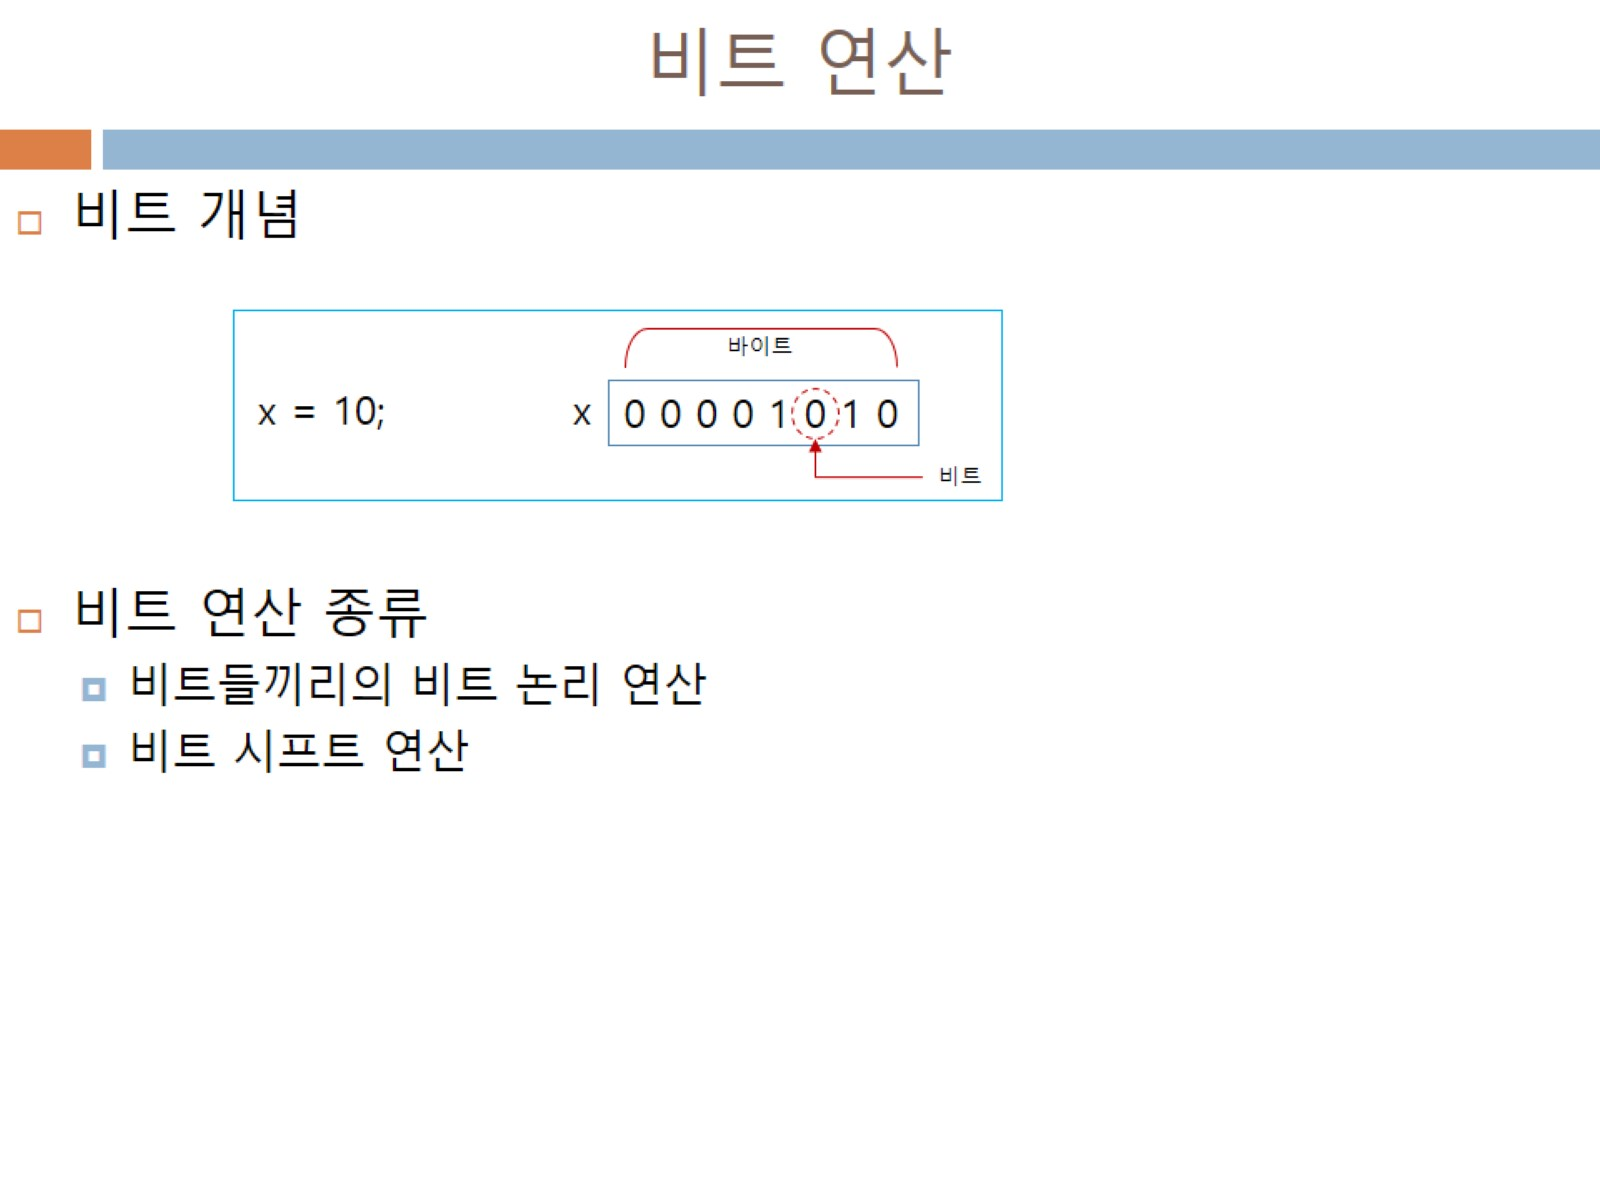 비트 연산
비트 개념
바이트
x = 10;
x 0 0 0 0 1 0 1 0
비트
비트 연산 종류
비트들끼리의 비트 논리 연산
비트 시프트 연산